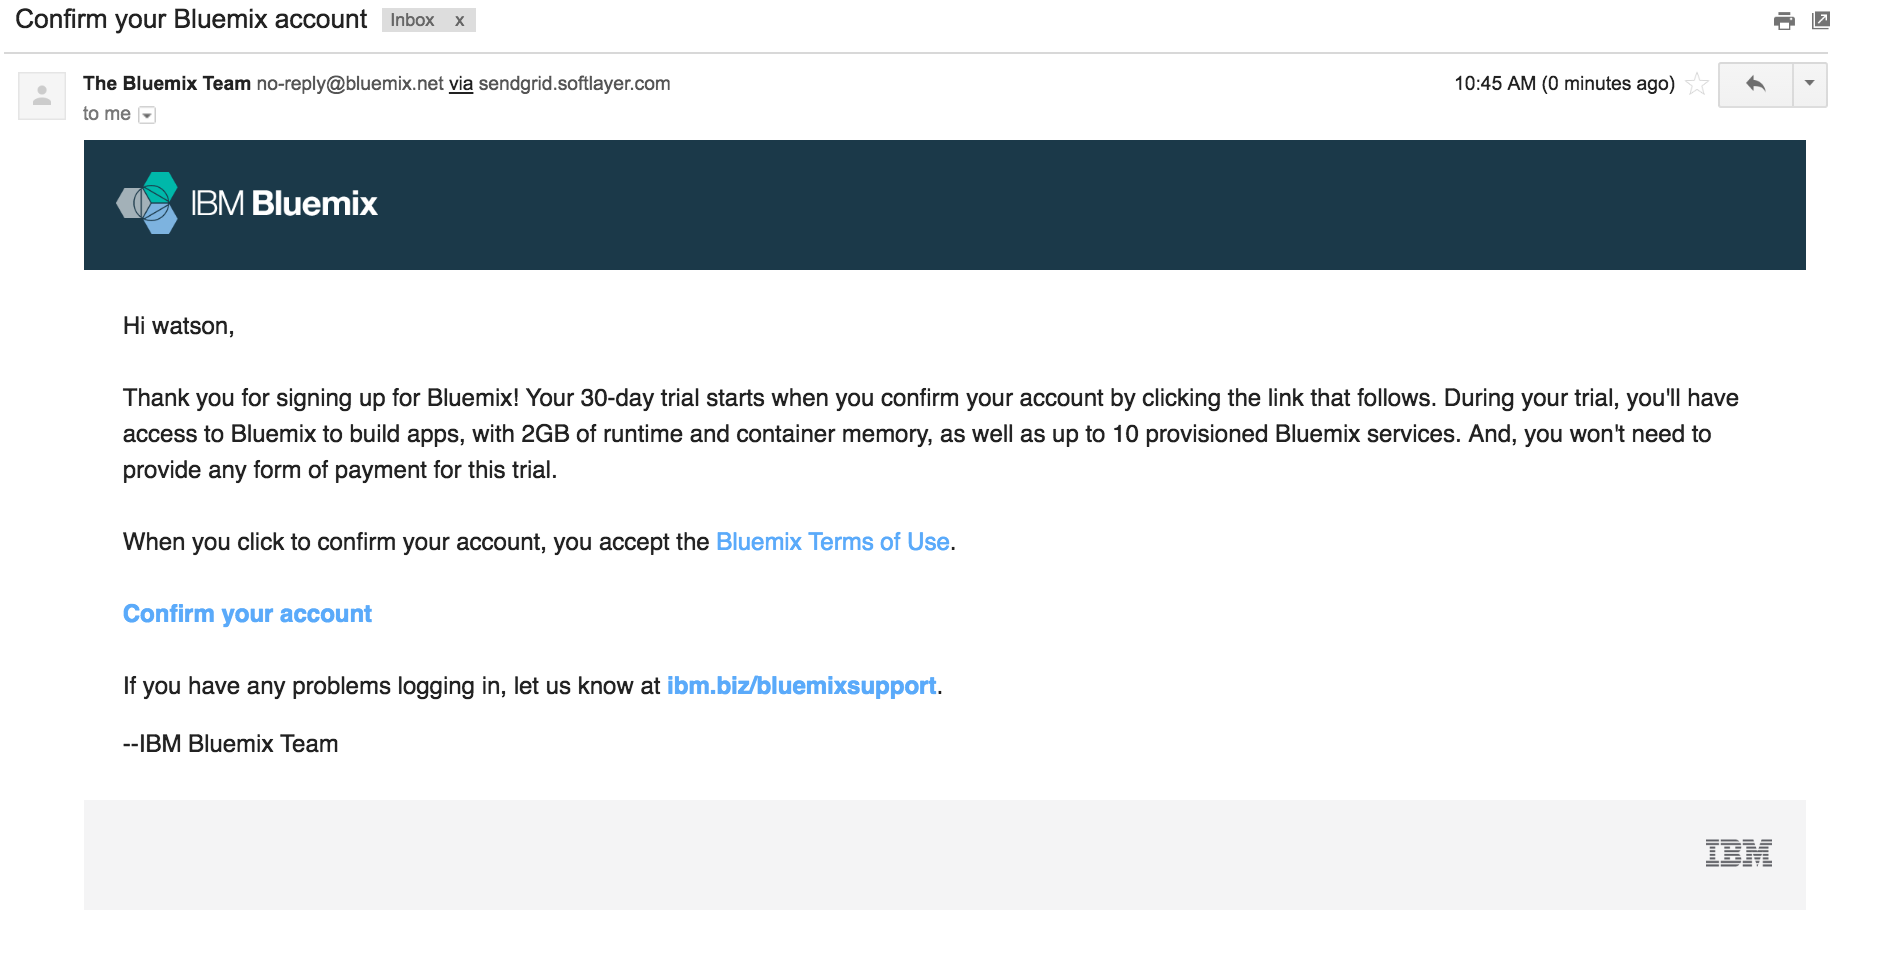 Confirm your Bluemix account Inbox x
The Bluemix Team no-reply@bluemix.net via sendgrid.softlayer.com 10:45 AM (0 minutes ago)
to me
IBM Bluemix
Hi watson,
Thank you for signing up for Bluemix! Your 30-day trial starts when you confirm your account by clicking the link that follows. During your trial, you'll have
access to Bluemix to build apps, with 2GB of runtime and container memory, as well as up to 10 provisioned Bluemix services. And, you won't need to
provide any form of payment for this trial.
When you click to confirm your account, you accept the Bluemix Terms of Use.
Confirm your account
If you have any problems logging in, let us know at ibm.biz/bluemixsupport.
--IBM Bluemix Team
IBM